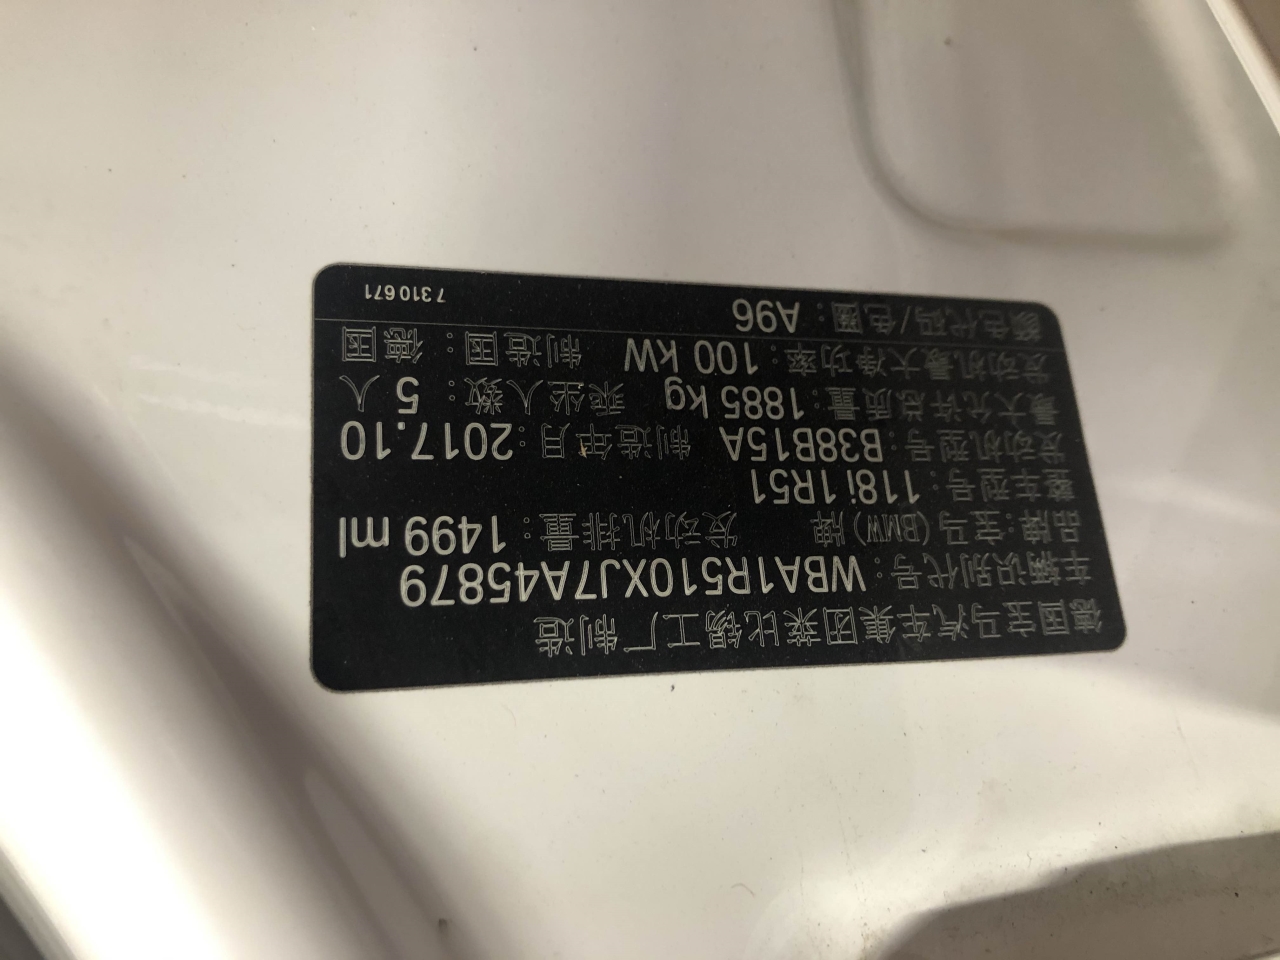 德国宝马汽车集团莱比锡工厂制造
车辆识别代号：WBA1R510XJ7A45879
品牌：宝马(BMW)牌 发动机排量：1499 ml
整车型号：118i 1R51
发动机型号：B38B15A 制造年月：2017.10
最大允许总质量：1885 kg 乘坐人数：5 人
发动机最大净功率：100 kW 制造国：德国
颜色代码/色圈：A96 7 310 671